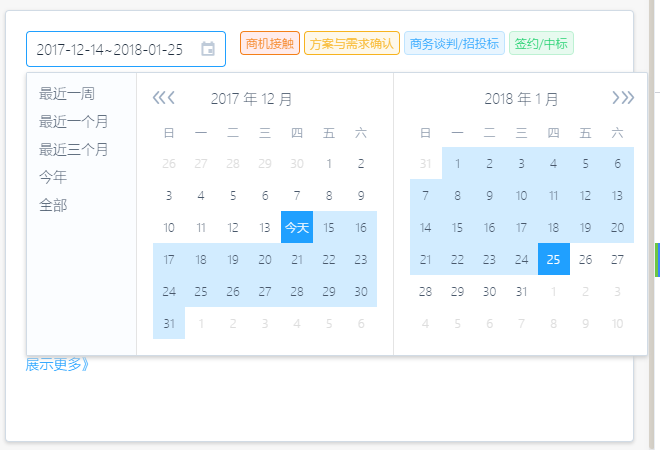 2017-12-14~2018-01-25 商机接触 方案与需求确认 商务谈判/招投标 签约/中标
最近一周
最近一个月
最近三个月
今年
全部
2017 年 12 月
日 一 二 三 四 五 六
26 27 28 29 30 1 2
3 4 5 6 7 8 9
10 11 12 13 今天 15 16
17 18 19 20 21 22 23
24 25 26 27 28 29 30
31 1 2 3 4 5 6
2018 年 1 月
日 一 二 三 四 五 六
31 1 2 3 4 5 6
7 8 9 10 11 12 13
14 15 16 17 18 19 20
21 22 23 24 25 26 27
28 29 30 31 1 2 3
4 5 6 7 8 9 10
展示更多》